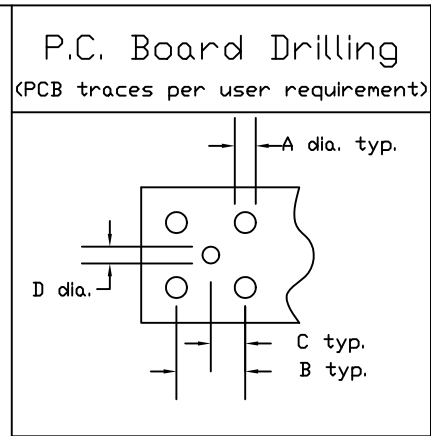 P.C. Board Drilling
(PCB traces per user requirement)
A dia. typ.
D dia.
C typ.
B typ.